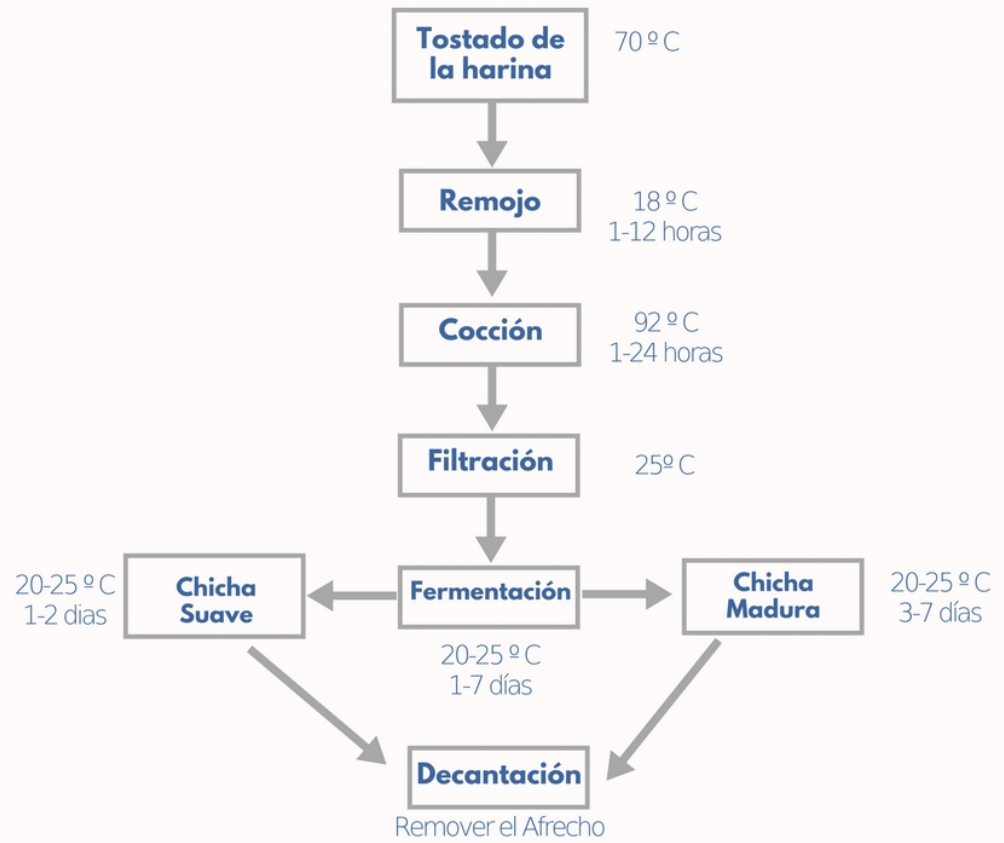 Tostado de
la harina
70 º C
Remojo
18 º C
1-12 horas
Cocción
92 º C
1-24 horas
Filtración
25º C
20-25 º C
1-2 dias
Chicha
Suave
Fermentación
20-25 º C
1-7 días
Chicha
Madura
20-25 º C
3-7 días
Decantación
Remover el Afrecho